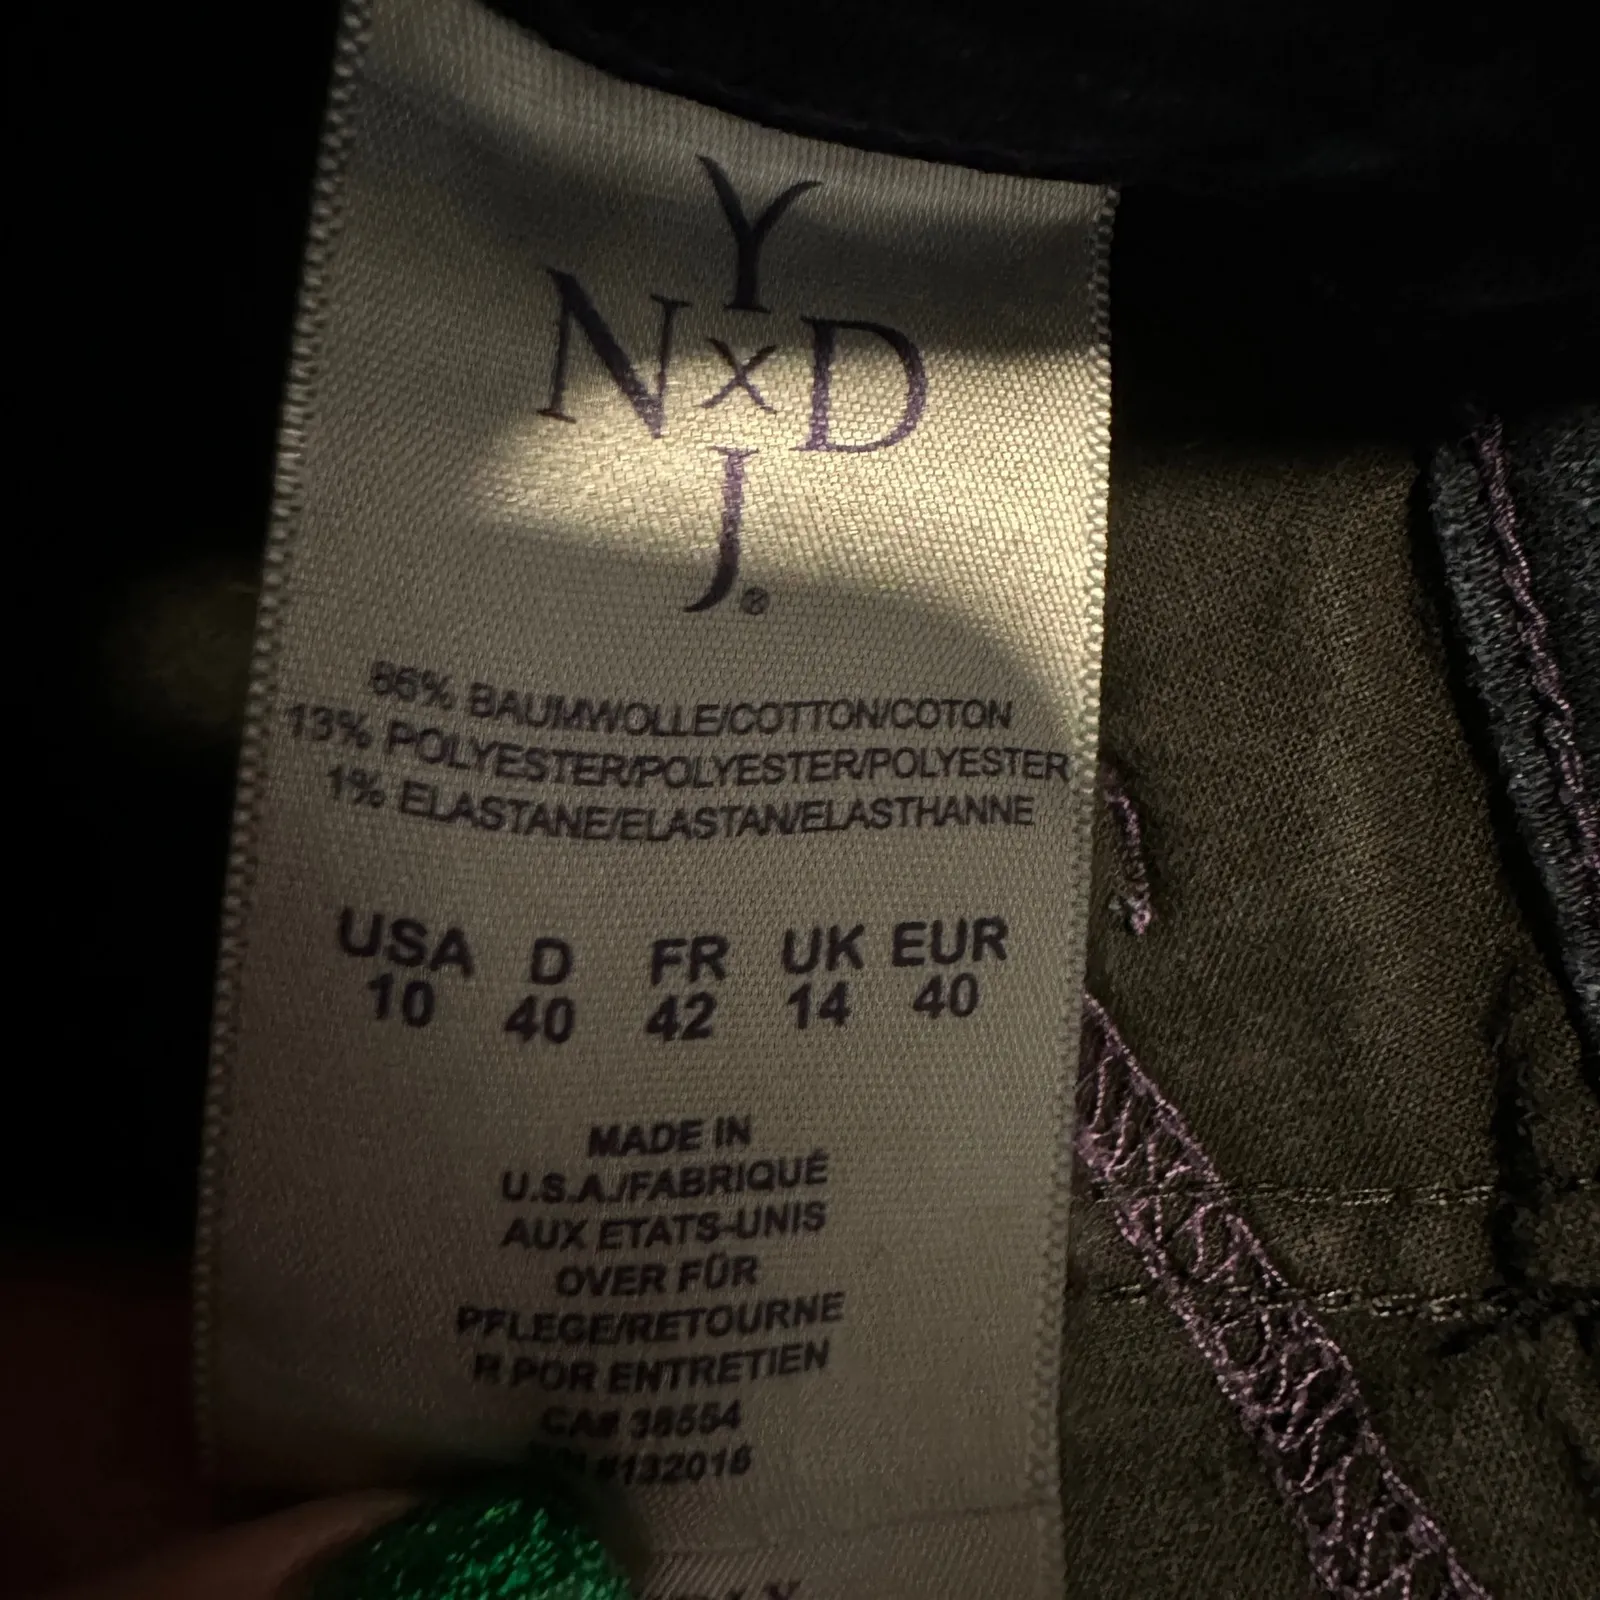 Y
N x D
J®
86% BAUMWOLLE/COTTON/COTON
13% POLYESTER/POLYESTER/POLYESTER
1% ELASTANE/ELASTAN/ELASTHANNE
USA D FR UK EUR
10 40 42 14 40
MADE IN
U.S.A./FABRIQUÉ
AUX ETATS-UNIS
OVER FÜR
PFLEGE/RETOURNE
R POR ENTRETIEN
CA# 38554
#132015